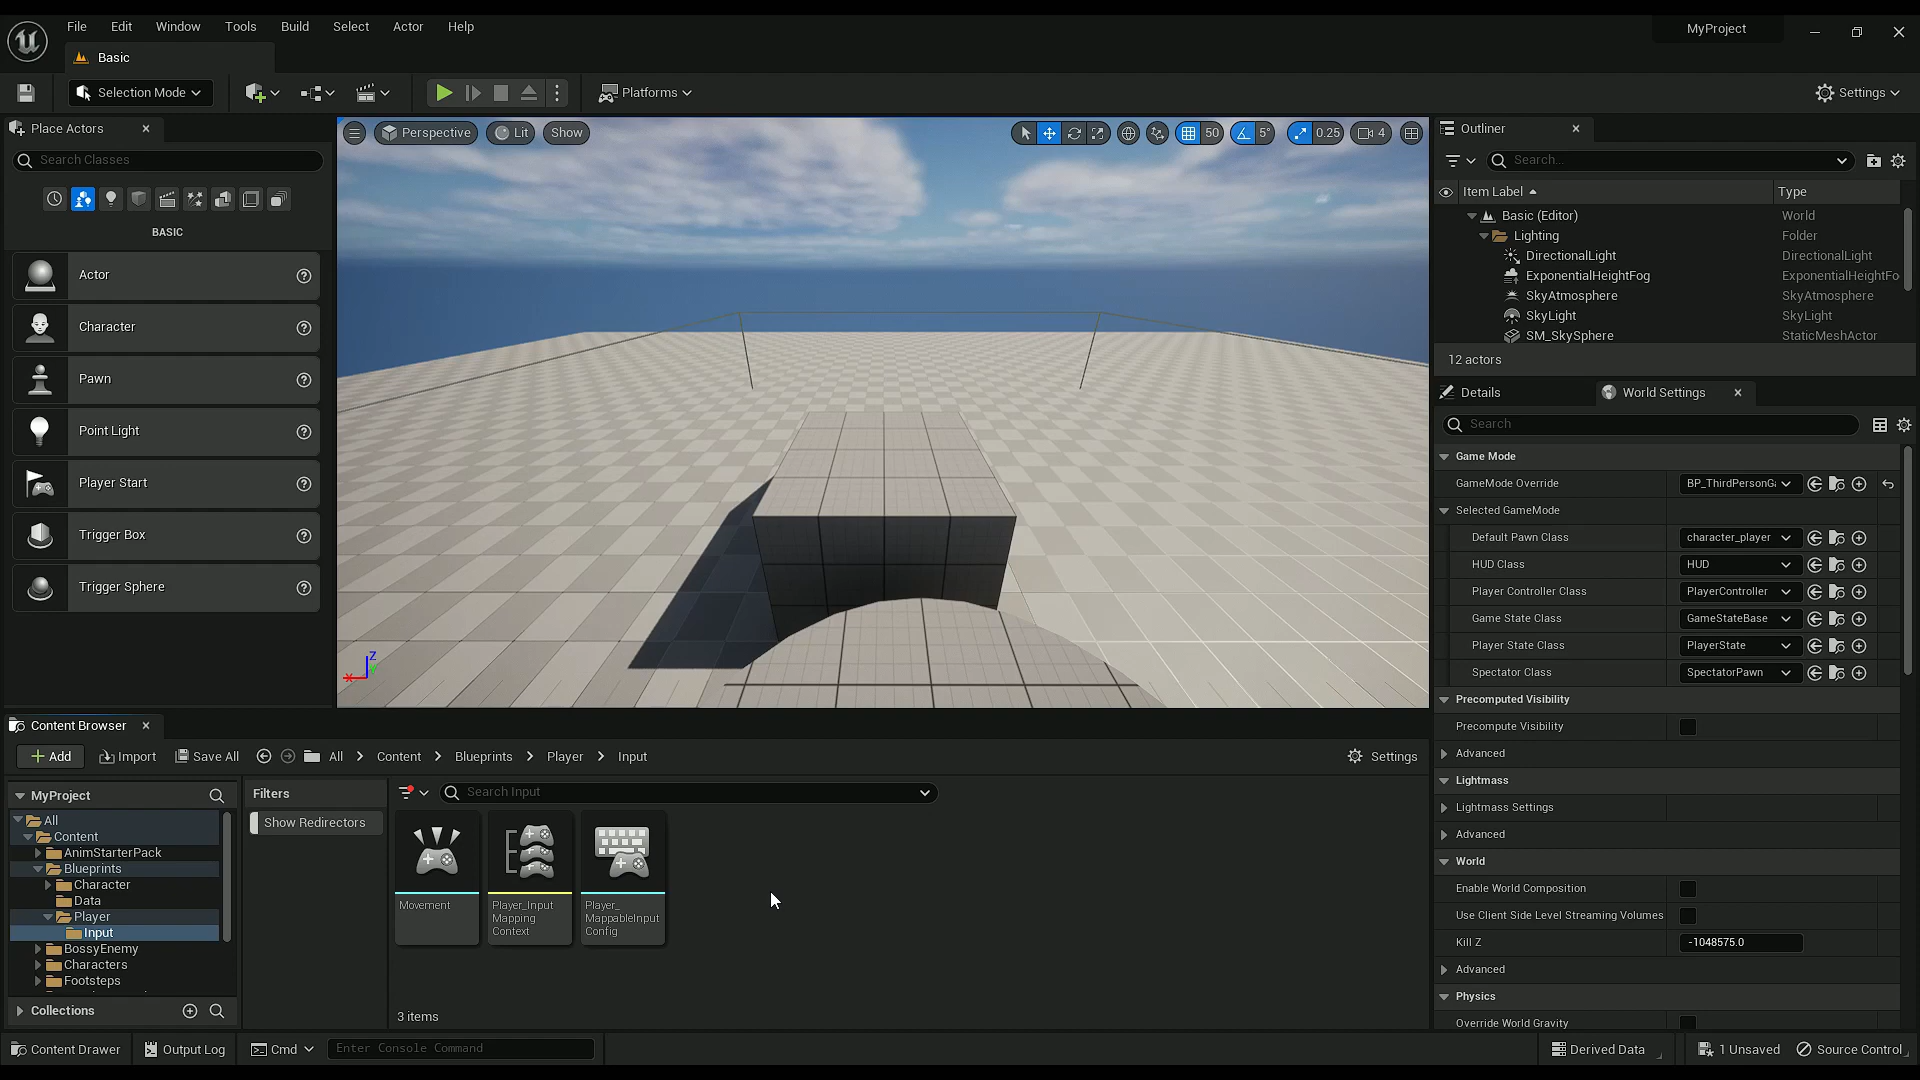 File Edit Window Tools Build Select Actor Help
MyProject
Basic
Selection Mode
Platforms
Settings
Place Actors
Search Classes
BASIC
Actor
Character
Pawn
Point Light
Player Start
Trigger Box
Trigger Sphere
Perspective Lit Show
50 5° 0.25 4
Z
X
Outliner
Search...
Item Label Type
Basic (Editor) World
Lighting Folder
DirectionalLight DirectionalLight
ExponentialHeightFog ExponentialHeightFo
SkyAtmosphere SkyAtmosphere
SkyLight SkyLight
SM_SkySphere StaticMeshActor
12 actors
Details World Settings
Search
Game Mode
GameMode Override BP_ThirdPersonGa
Selected GameMode
Default Pawn Class character_player
HUD Class HUD
Player Controller Class PlayerController
Game State Class GameStateBase
Player State Class PlayerState
Spectator Class SpectatorPawn
Precomputed Visibility
Precompute Visibility
Advanced
Lightmass
Lightmass Settings
Advanced
World
Enable World Composition
Use Client Side Level Streaming Volumes
Kill Z -1048575.0
Advanced
Physics
Override World Gravity
Content Browser
Add Import Save All All Content Blueprints Player Input Settings
MyProject
All
Content
AnimStarterPack
Blueprints
Character
Data
Player
Input
BossyEnemy
Characters
Footsteps
Collections
Filters
Show Redirectors
Search Input
Movement
Player_Input
Mapping
Context
Player_
MappableInput
Config
3 items
Content Drawer Output Log Cmd Enter Console Command Derived Data 1 Unsaved Source Control